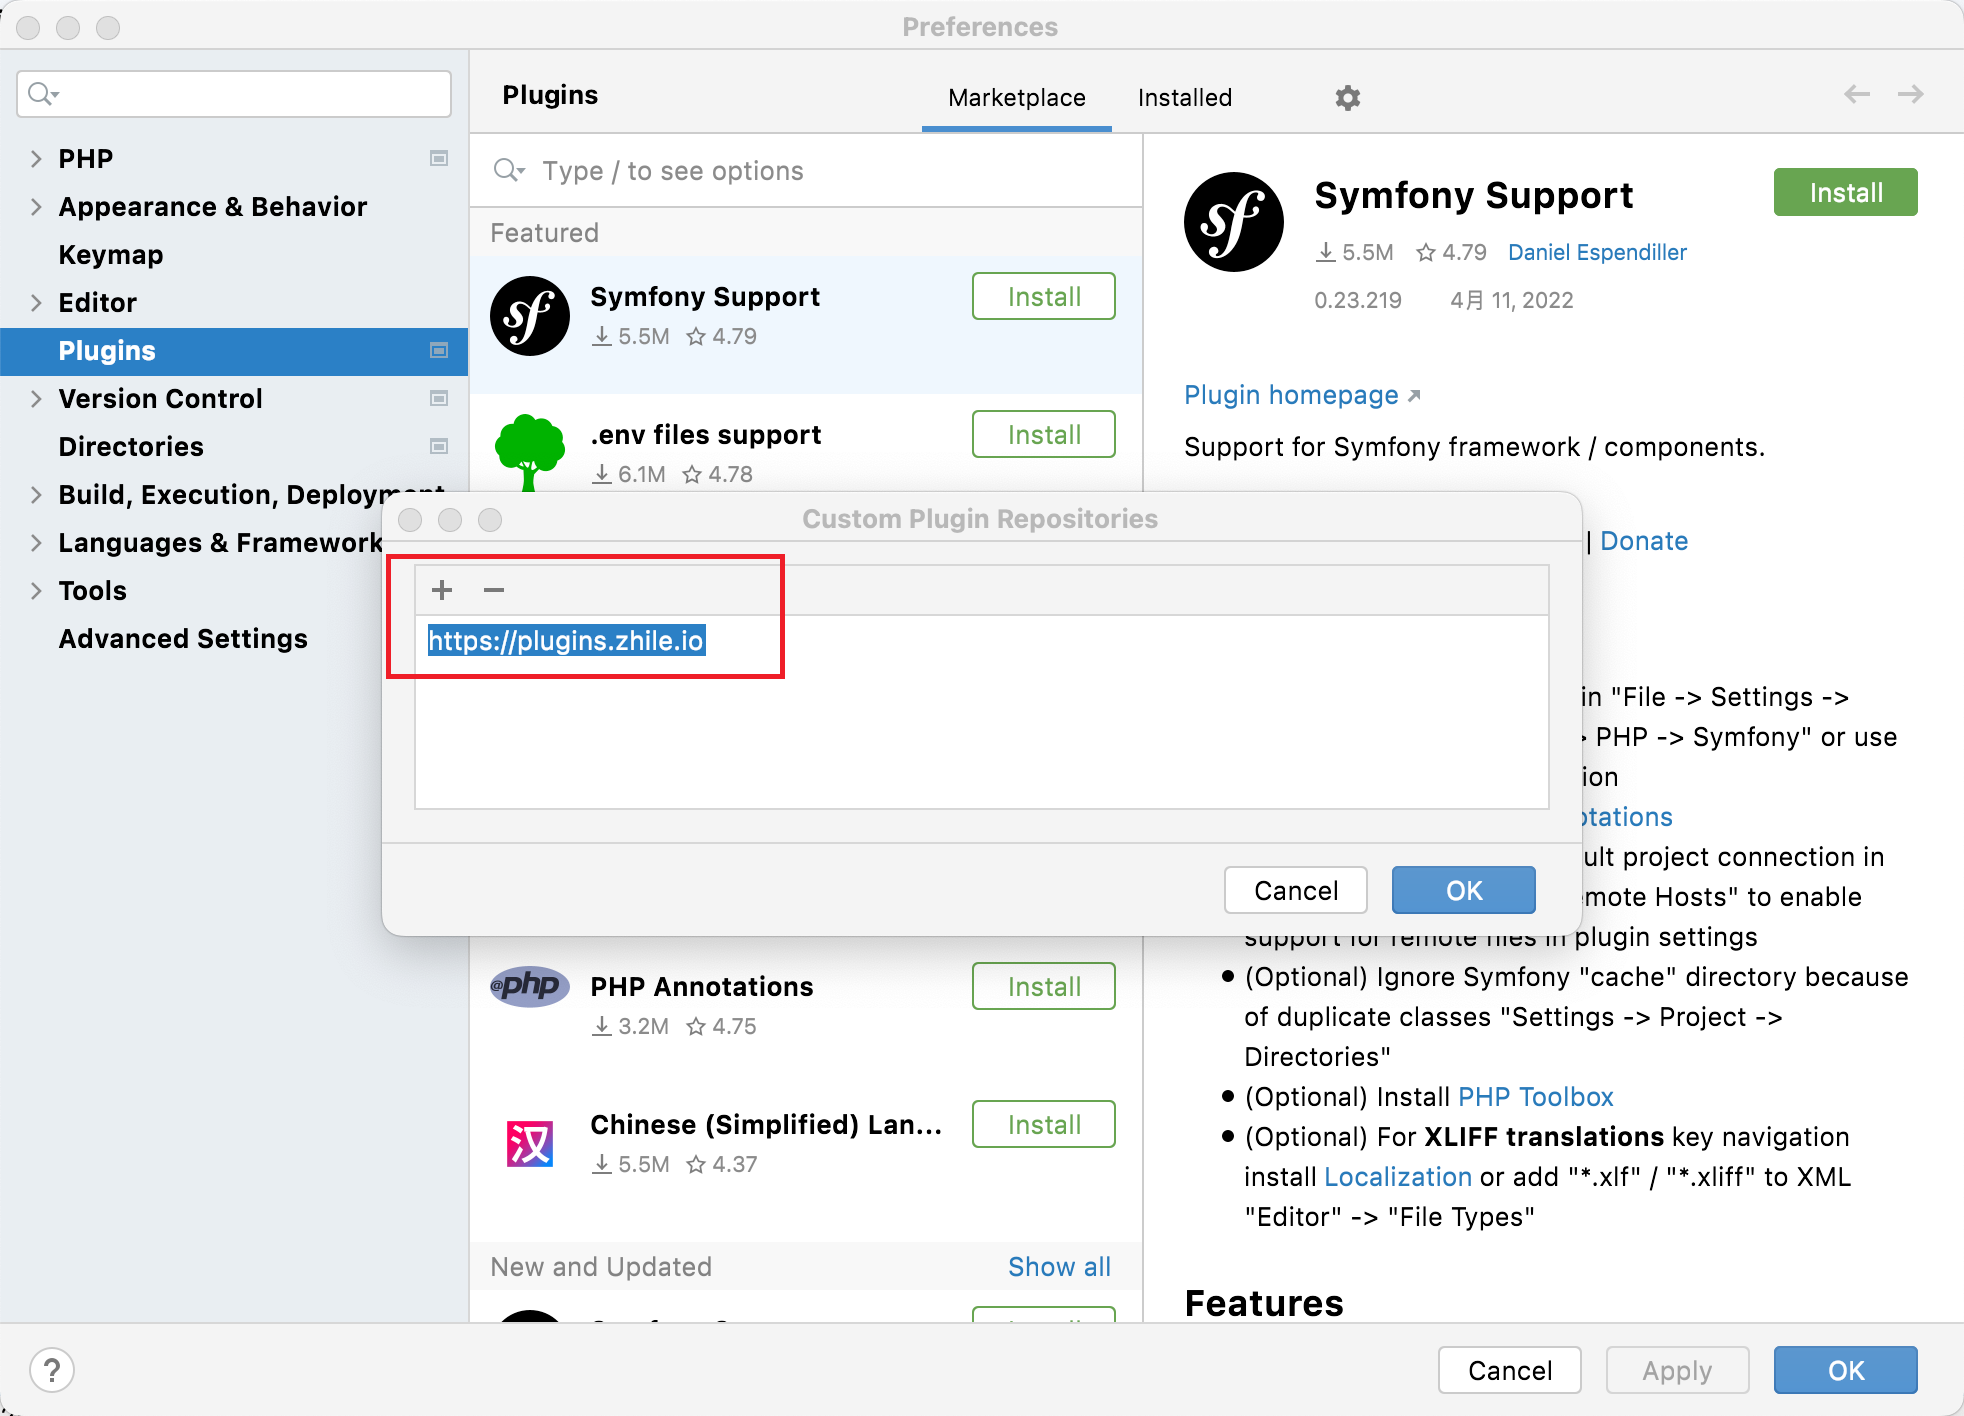 Preferences
Plugins
Marketplace
Installed
PHP
Appearance & Behavior
Keymap
Editor
Plugins
Version Control
Directories
Build, Execution, Deployment
Languages & Framework
Tools
Advanced Settings
Type / to see options
Featured
Symfony Support
5.5M 4.79
Install
.env files support
6.1M 4.78
Install
Custom Plugin Repositories
https://plugins.zhile.io
Cancel
OK
@php
PHP Annotations
3.2M 4.75
Install
汉
Chinese (Simplified) Lan...
5.5M 4.37
Install
New and Updated
Show all
Symfony Support
Install
5.5M 4.79 Daniel Espendiller
0.23.219 4月 11, 2022
Plugin homepage
Support for Symfony framework / components.
| Donate
in "File -> Settings ->
> PHP -> Symfony" or use
ion
otations
ult project connection in
mote Hosts" to enable
support for remote files in plugin settings
(Optional) Ignore Symfony "cache" directory because
of duplicate classes "Settings -> Project ->
Directories"
(Optional) Install PHP Toolbox
(Optional) For XLIFF translations key navigation
install Localization or add "*.xlf" / "*.xliff" to XML
"Editor" -> "File Types"
Features
?
Cancel
Apply
OK